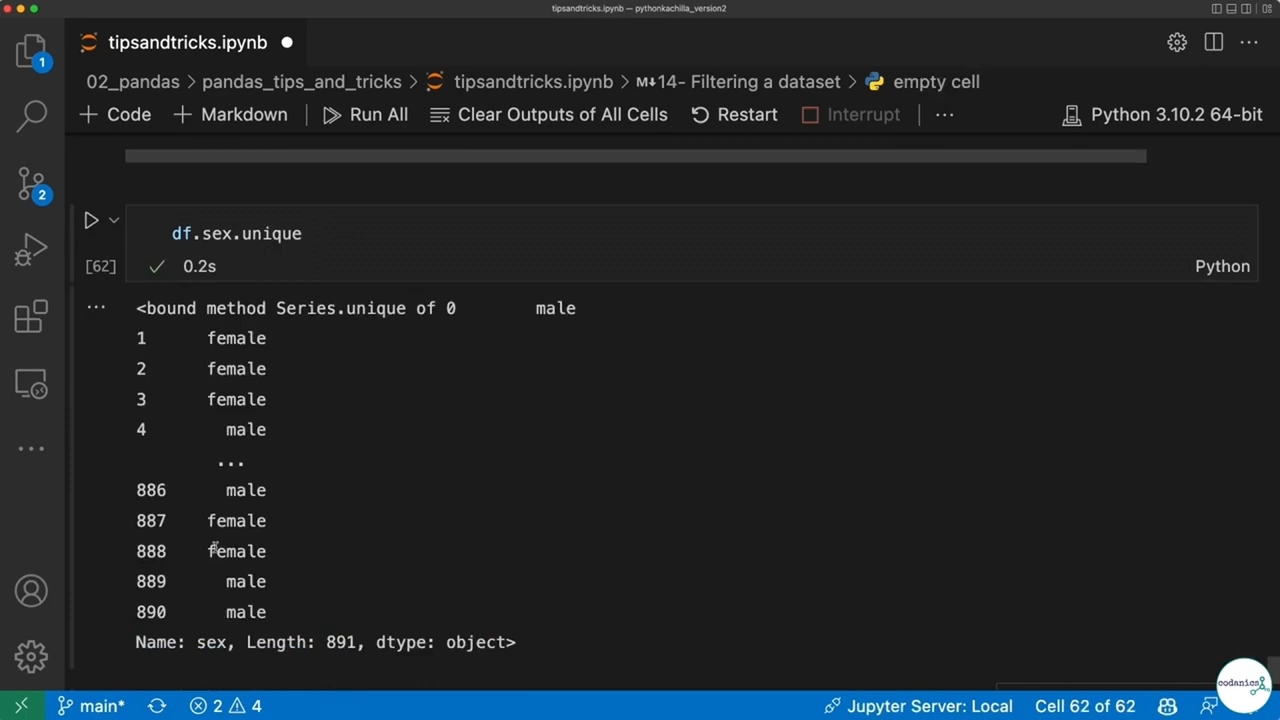 tipsandtricks.ipynb — pythonkachilla_version2
tipsandtricks.ipynb
1
02_pandas > pandas_tips_and_tricks > tipsandtricks.ipynb > M↓14- Filtering a dataset > empty cell
+ Code + Markdown Run All Clear Outputs of All Cells Restart Interrupt ... Python 3.10.2 64-bit
2
df.sex.unique
[62] 0.2s Python
... <bound method Series.unique of 0 male
1 female
2 female
3 female
4 male
...
886 male
887 female
888 female
889 male
890 male
Name: sex, Length: 891, dtype: object>
codanics
main* 2 4 Jupyter Server: Local Cell 62 of 62